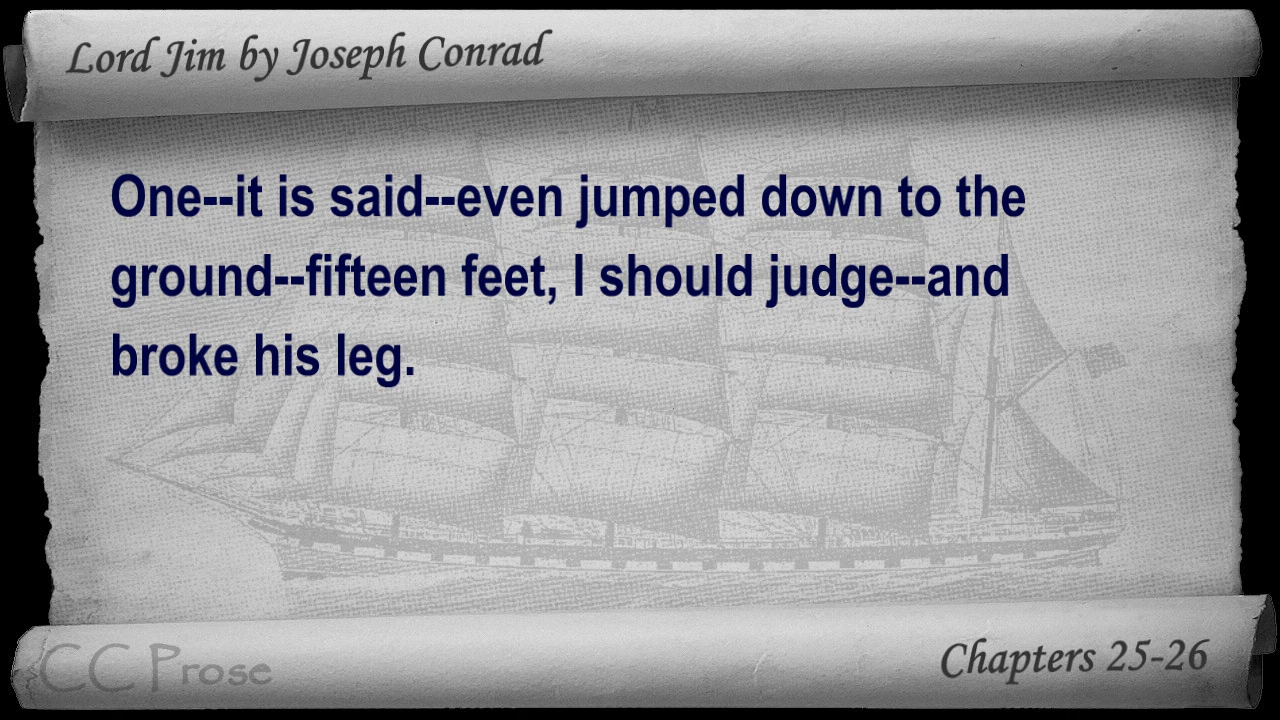 Lord Jim by Joseph Conrad
One--it is said--even jumped down to the
ground--fifteen feet, I should judge--and
broke his leg.
CC Prose
Chapters 25-26